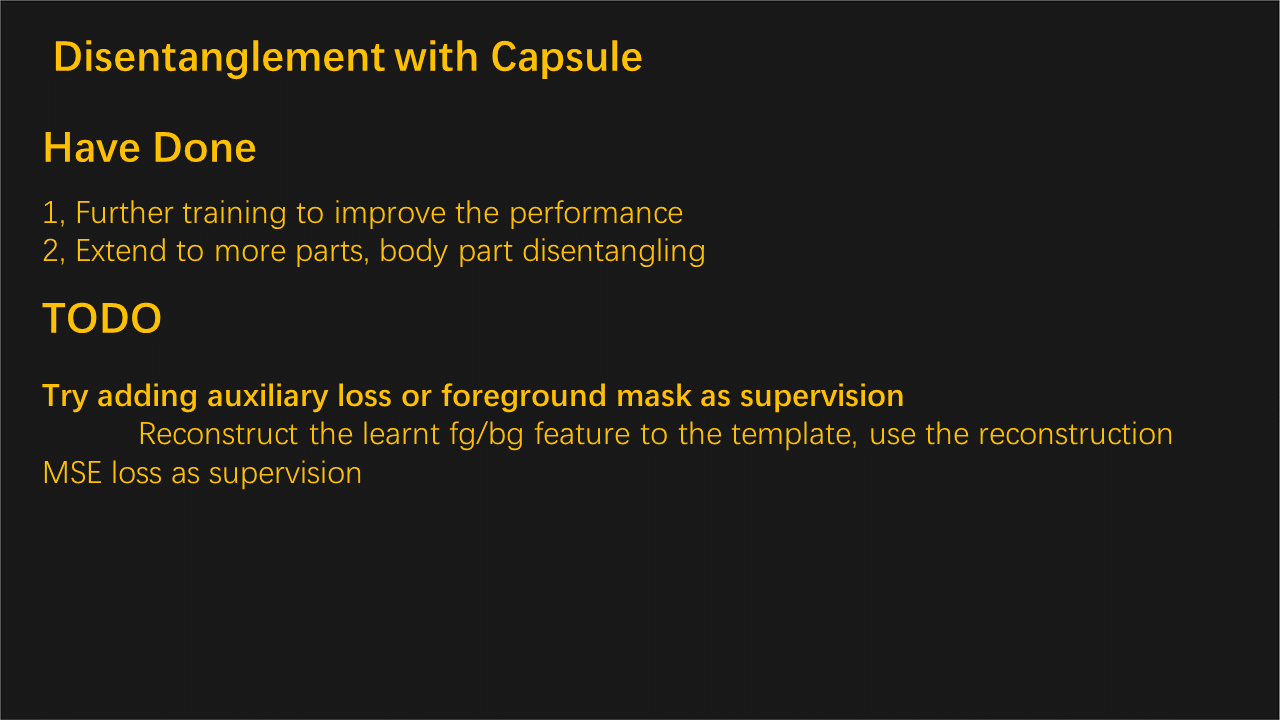 Disentanglement with Capsule
Have Done
1, Further training to improve the performance
2, Extend to more parts, body part disentangling
TODO
Try adding auxiliary loss or foreground mask as supervision
Reconstruct the learnt fg/bg feature to the template, use the reconstruction
MSE loss as supervision